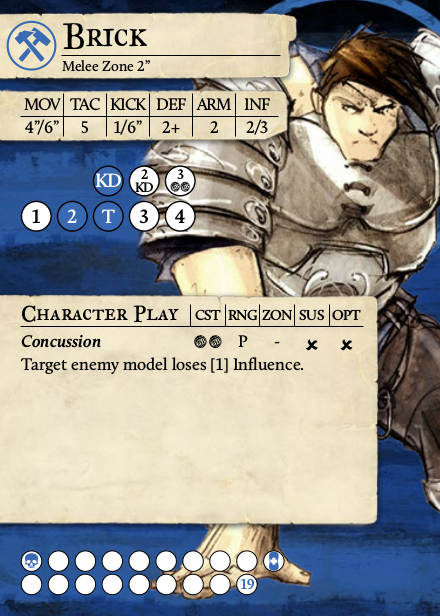 Brick
Melee Zone 2"
MOV TAC KICK DEF ARM INF
4"/6" 5 1/6" 2+ 2 2/3
KD 2 KD 3
1 2 T 3 4
Character Play CST RNG ZON SUS OPT
Concussion P - ✘ ✘
Target enemy model loses [1] Influence.
19